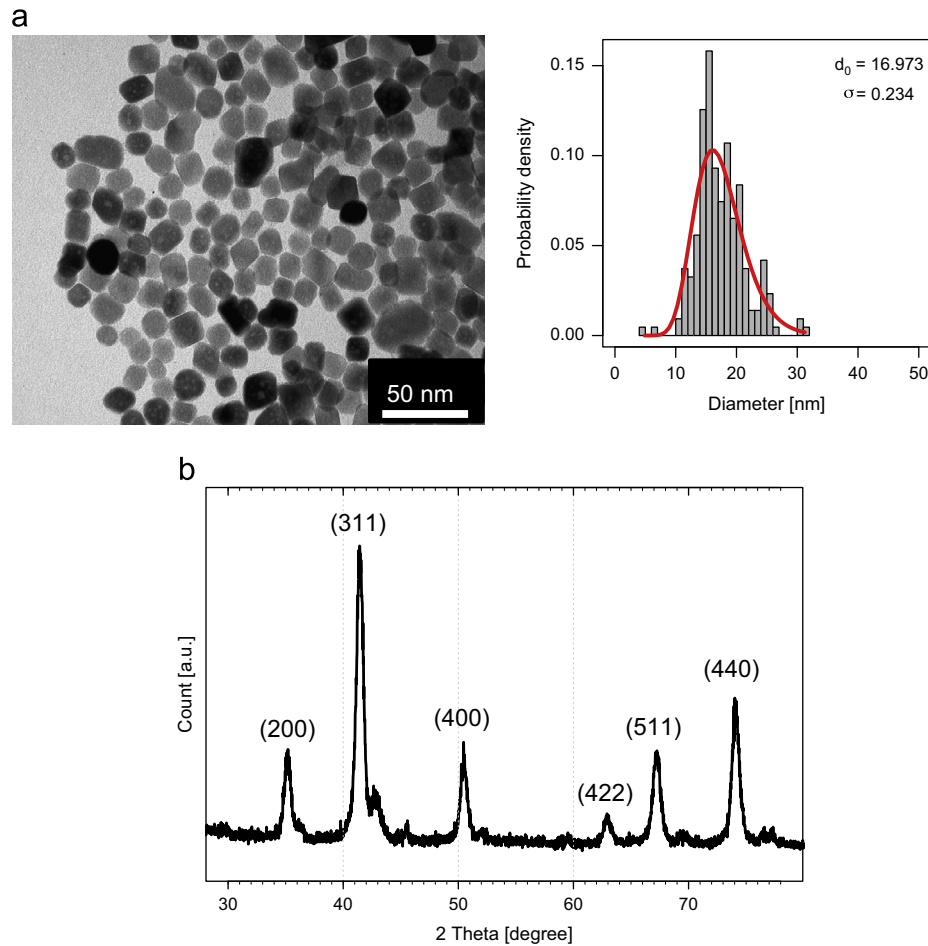 a
50 nm
d0 = 16.973
σ = 0.234
Probability density
0.15
0.10
0.05
0.00
0 10 20 30 40 50
Diameter [nm]
b
(311)
(440)
(400)
(200)
(511)
(422)
Count [a.u.]
30 40 50 60 70
2 Theta [degree]